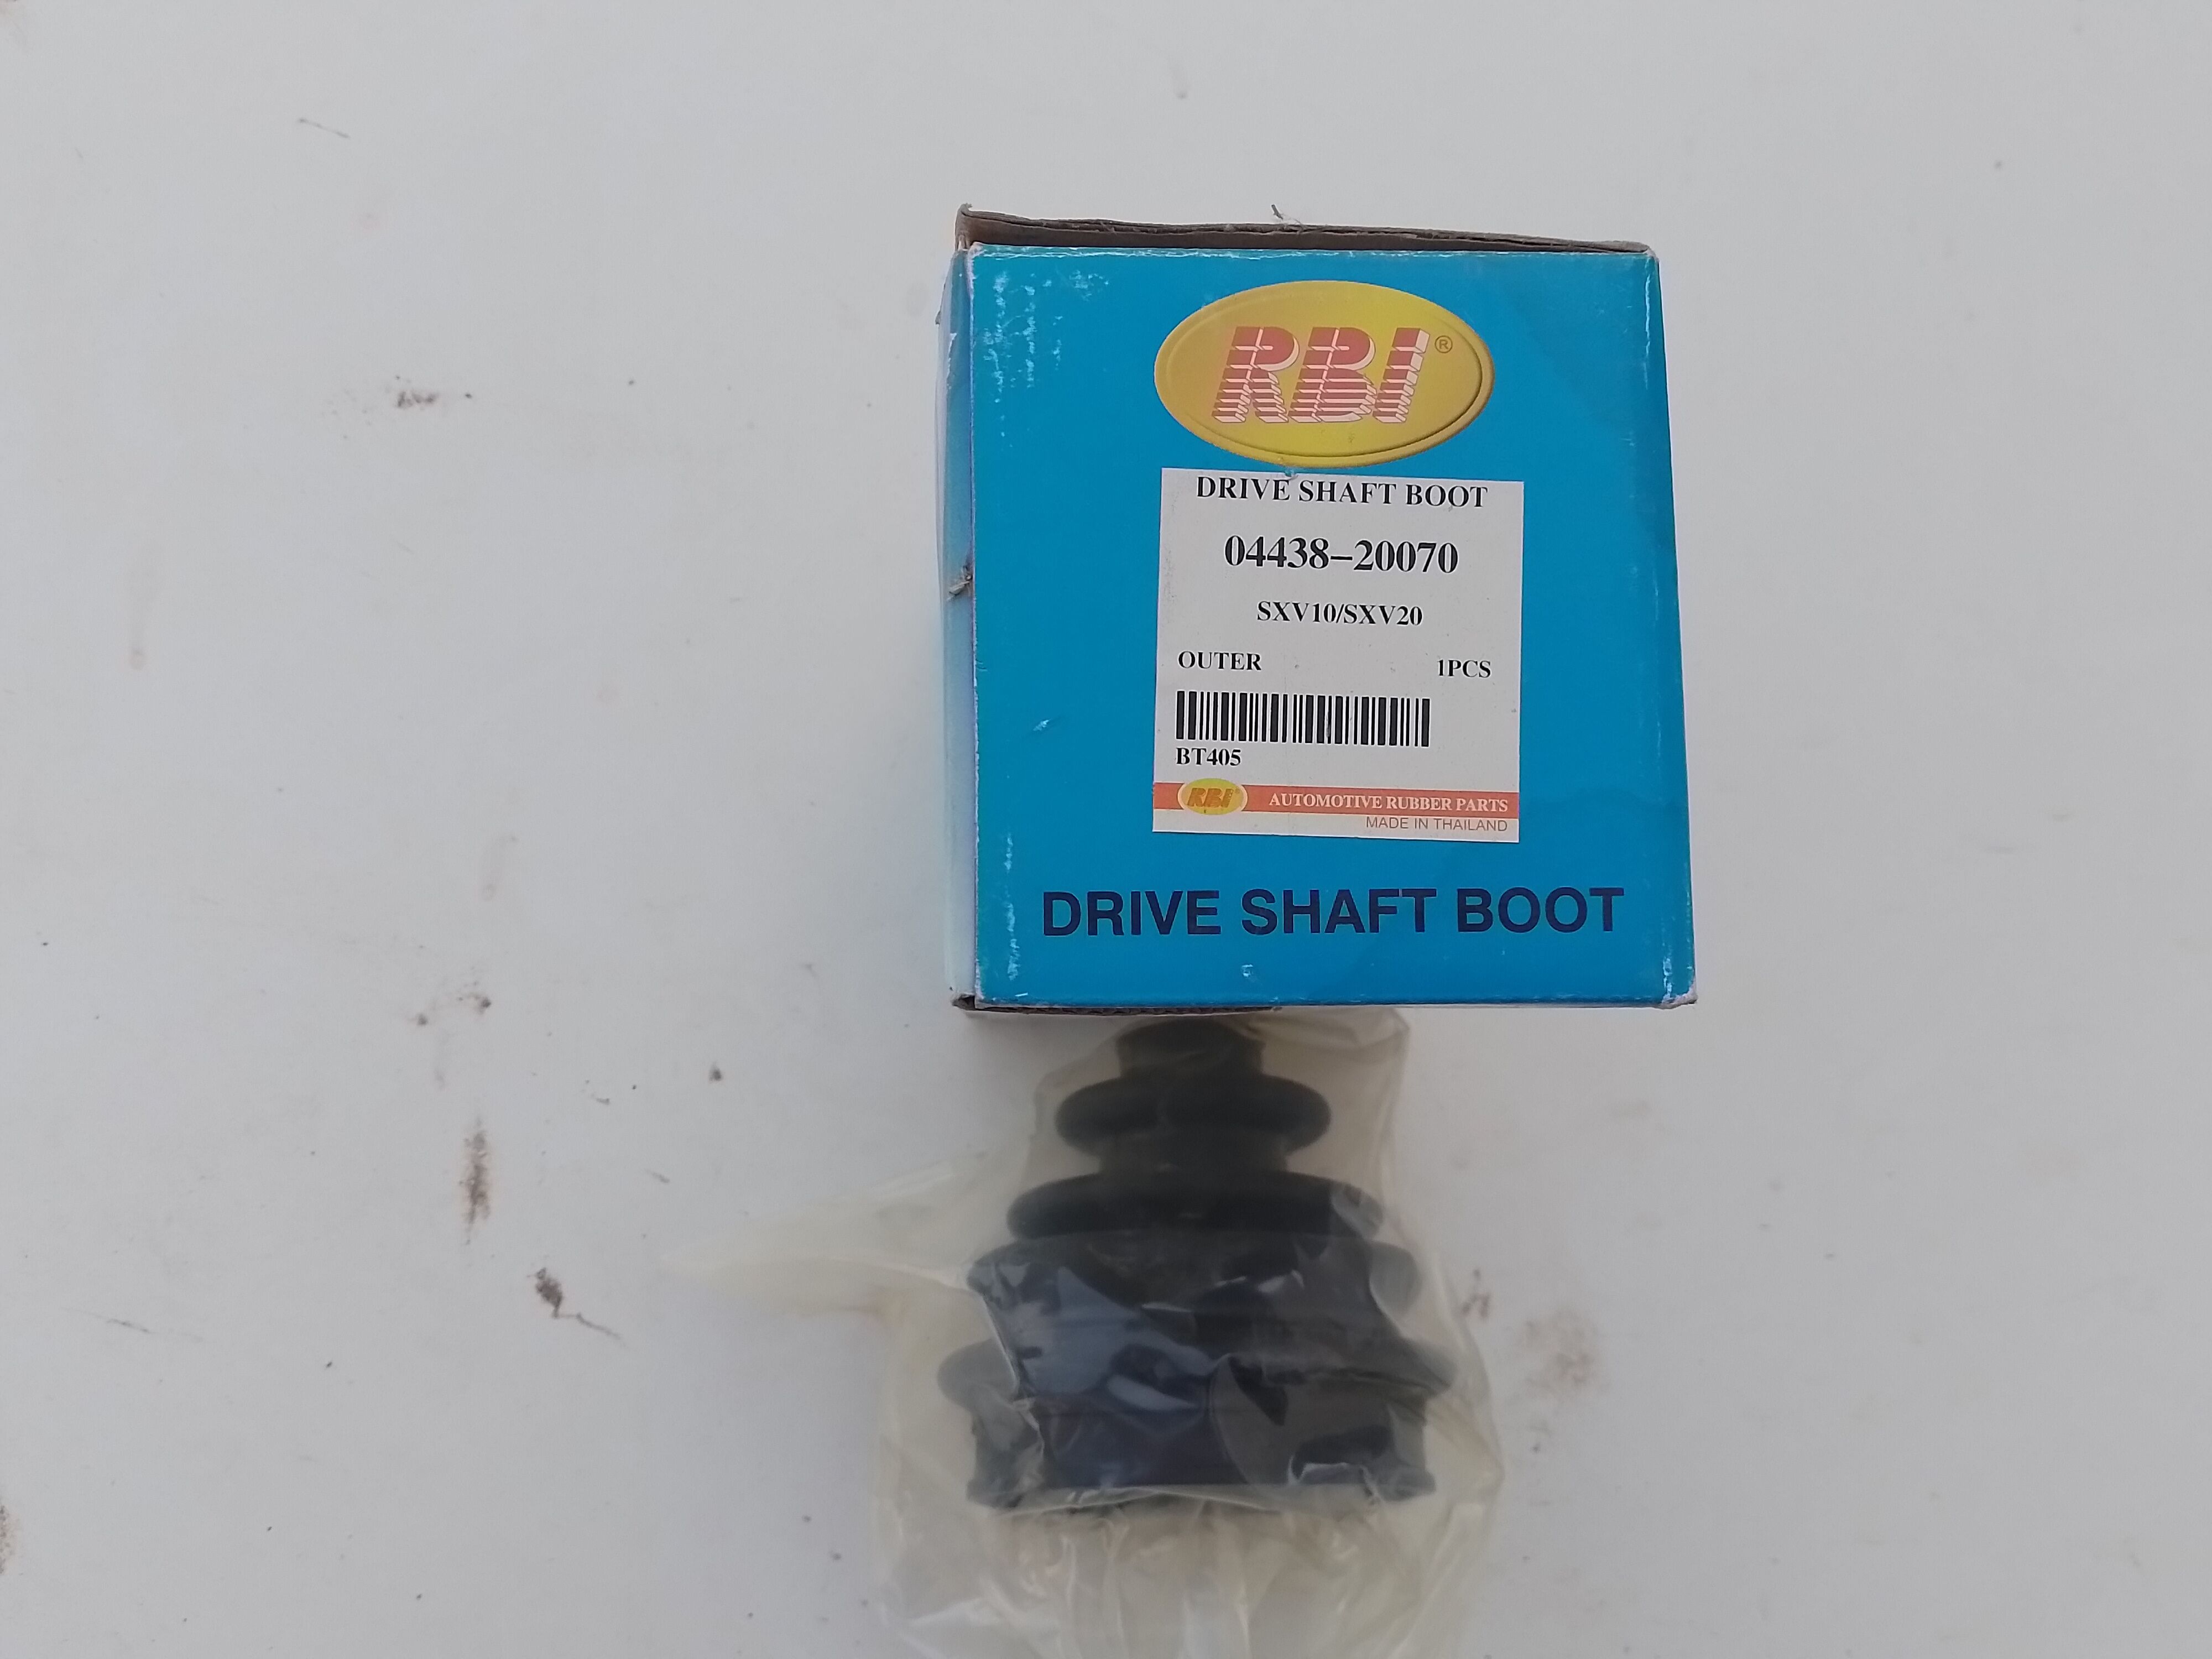 RBI®
DRIVE SHAFT BOOT
04438-20070
SXV10/SXV20
OUTER 1PCS
BT405
RBI® AUTOMOTIVE RUBBER PARTS
MADE IN THAILAND
DRIVE SHAFT BOOT